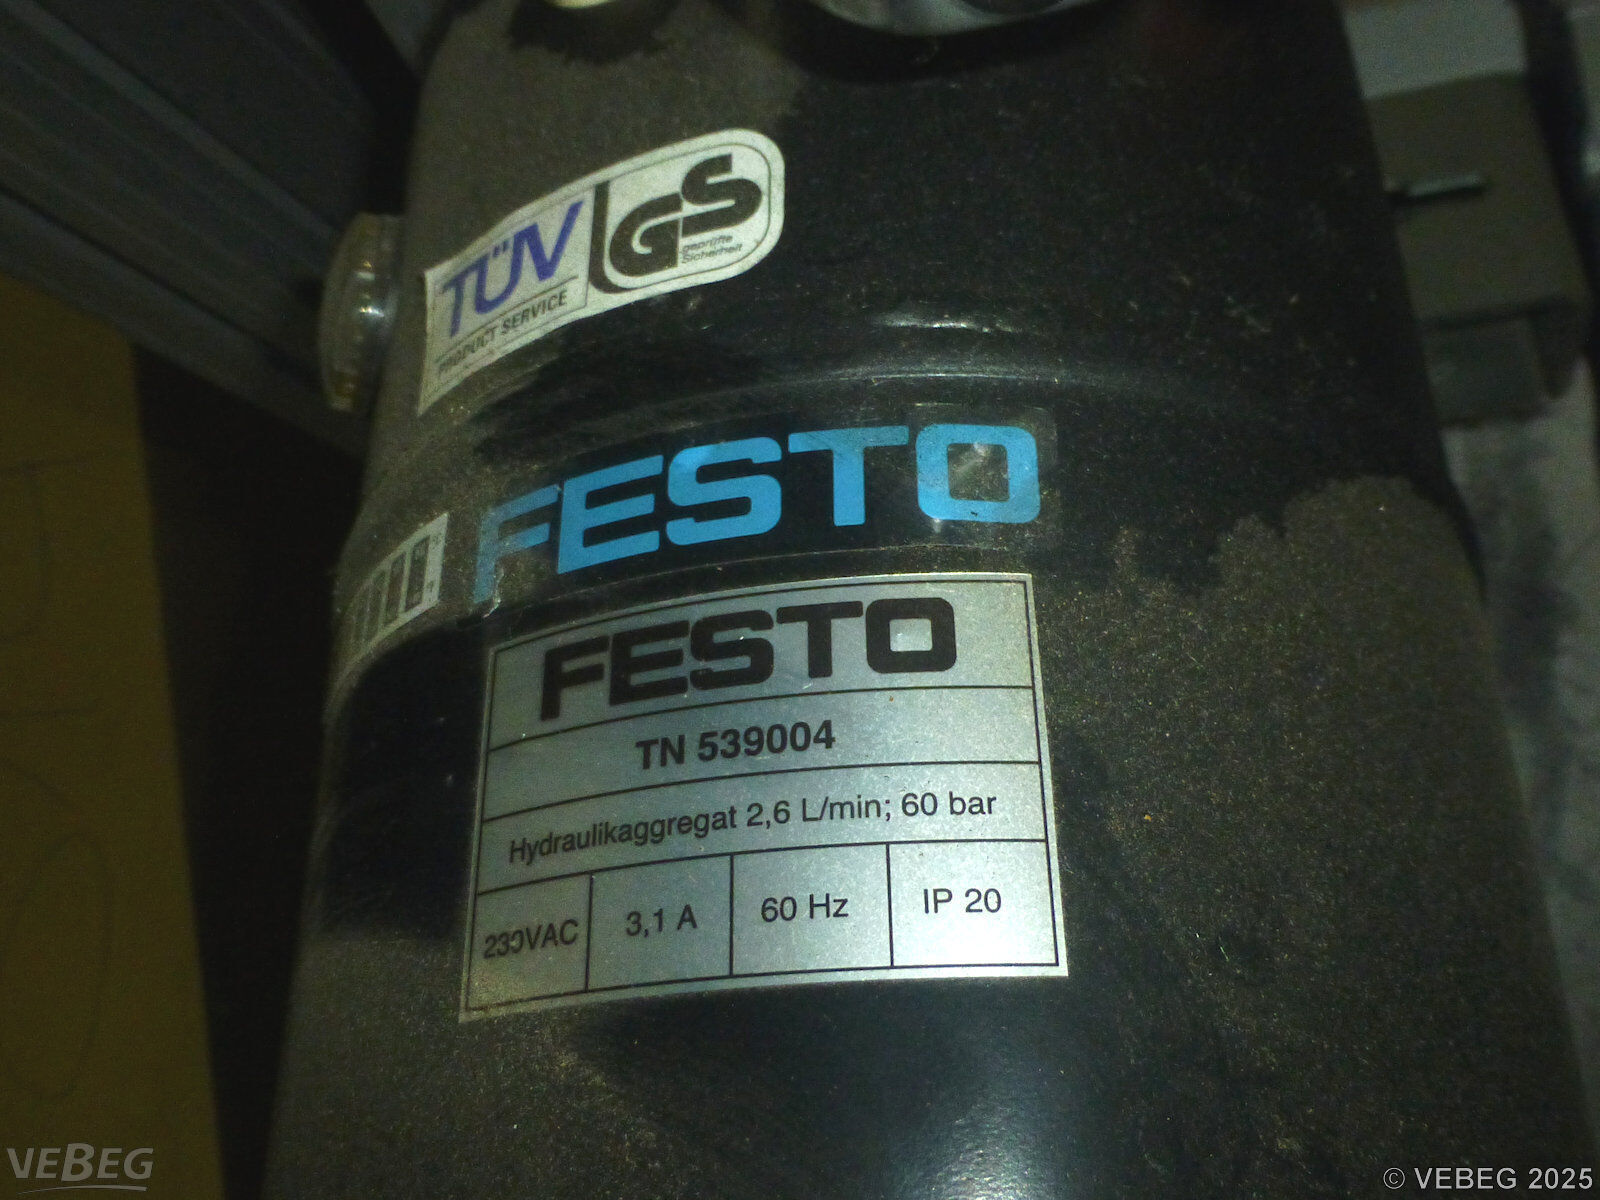 TÜV
PRODUCT SERVICE
GS
geprüfte
Sicherheit
FESTO
FESTO
TN 539004
Hydraulikaggregat 2,6 L/min; 60 bar
230VAC 3,1 A 60 Hz IP 20
VEBEG
© VEBEG 2025